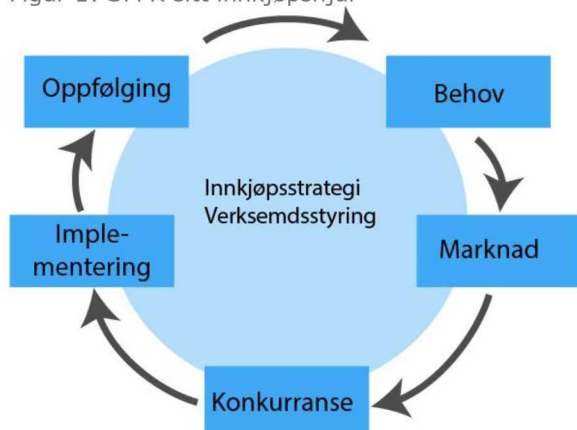 Oppfølging
Behov
Innkjøpsstrategi
Verksemdsstyring
Imple-
mentering
Marknad
Konkurranse